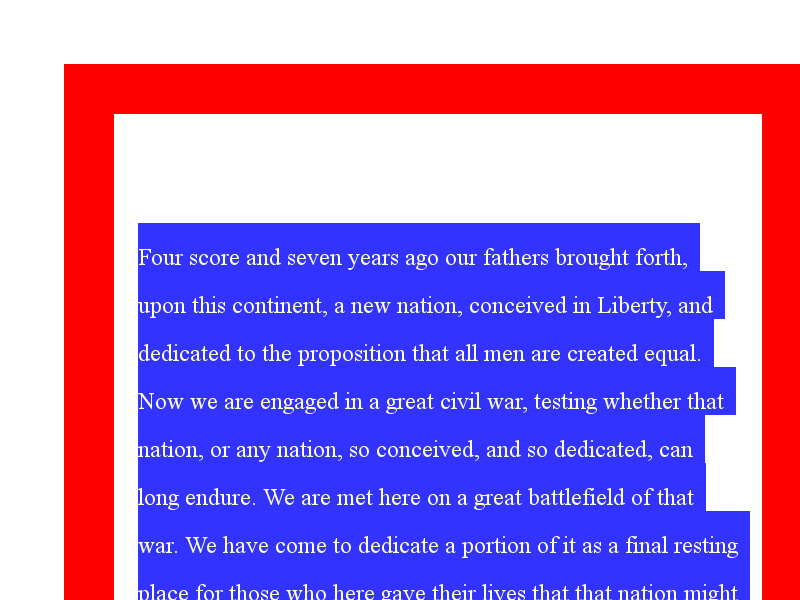 Four score and seven years ago our fathers brought forth,
upon this continent, a new nation, conceived in Liberty, and
dedicated to the proposition that all men are created equal.
Now we are engaged in a great civil war, testing whether that
nation, or any nation, so conceived, and so dedicated, can
long endure. We are met here on a great battlefield of that
war. We have come to dedicate a portion of it as a final resting
place for those who here gave their lives that that nation might